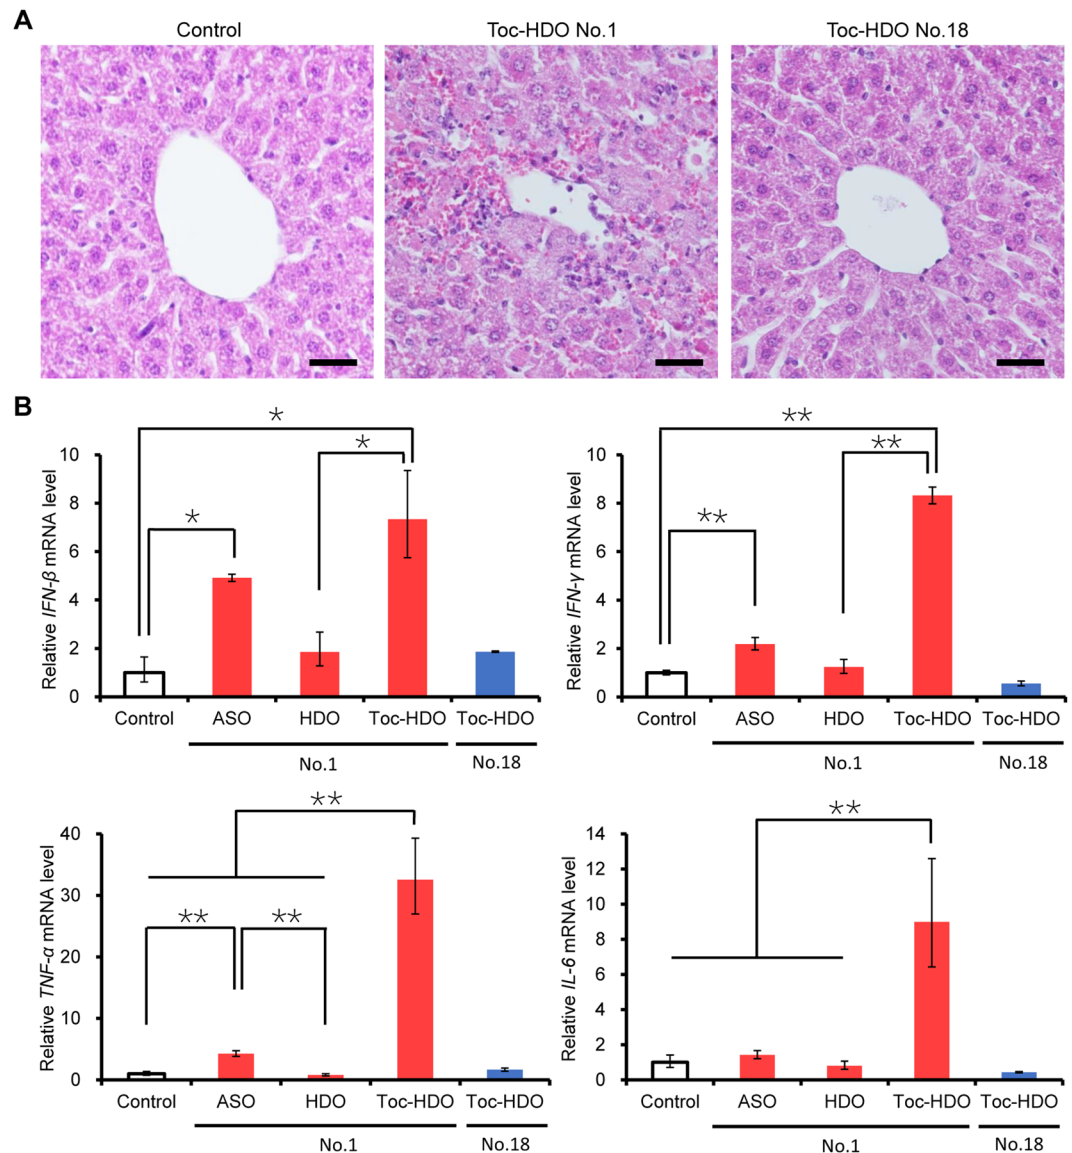 A
Control
Toc-HDO No.1
Toc-HDO No.18
B
Relative IFN-β mRNA level
10
8
6
4
2
0
*
*
*
Control ASO HDO Toc-HDO Toc-HDO
No.1 No.18
Relative IFN-γ mRNA level
10
8
6
4
2
0
**
**
**
Control ASO HDO Toc-HDO Toc-HDO
No.1 No.18
Relative TNF-α mRNA level
40
30
20
10
0
**
** **
Control ASO HDO Toc-HDO Toc-HDO
No.1 No.18
Relative IL-6 mRNA level
14
12
10
8
6
4
2
0
**
Control ASO HDO Toc-HDO Toc-HDO
No.1 No.18